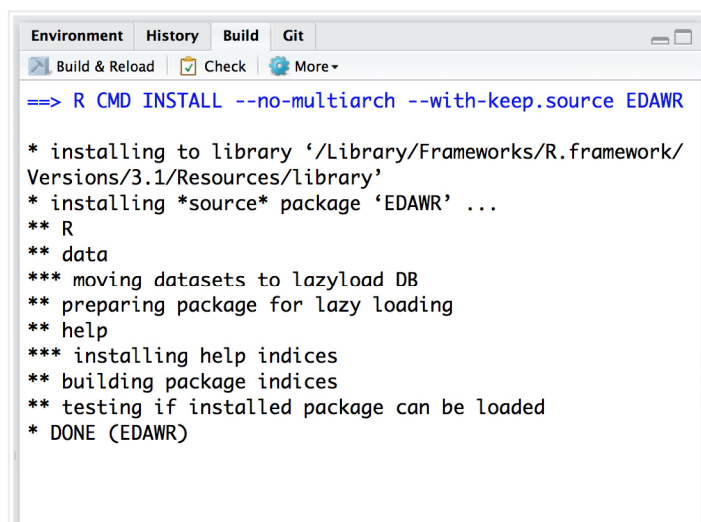 Environment History Build Git
Build & Reload Check More
==> R CMD INSTALL --no-multiarch --with-keep.source EDAWR
* installing to library ‘/Library/Frameworks/R.framework/
Versions/3.1/Resources/library’
* installing *source* package ‘EDAWR’ ...
** R
** data
*** moving datasets to lazyload DB
** preparing package for lazy loading
** help
*** installing help indices
** building package indices
** testing if installed package can be loaded
* DONE (EDAWR)